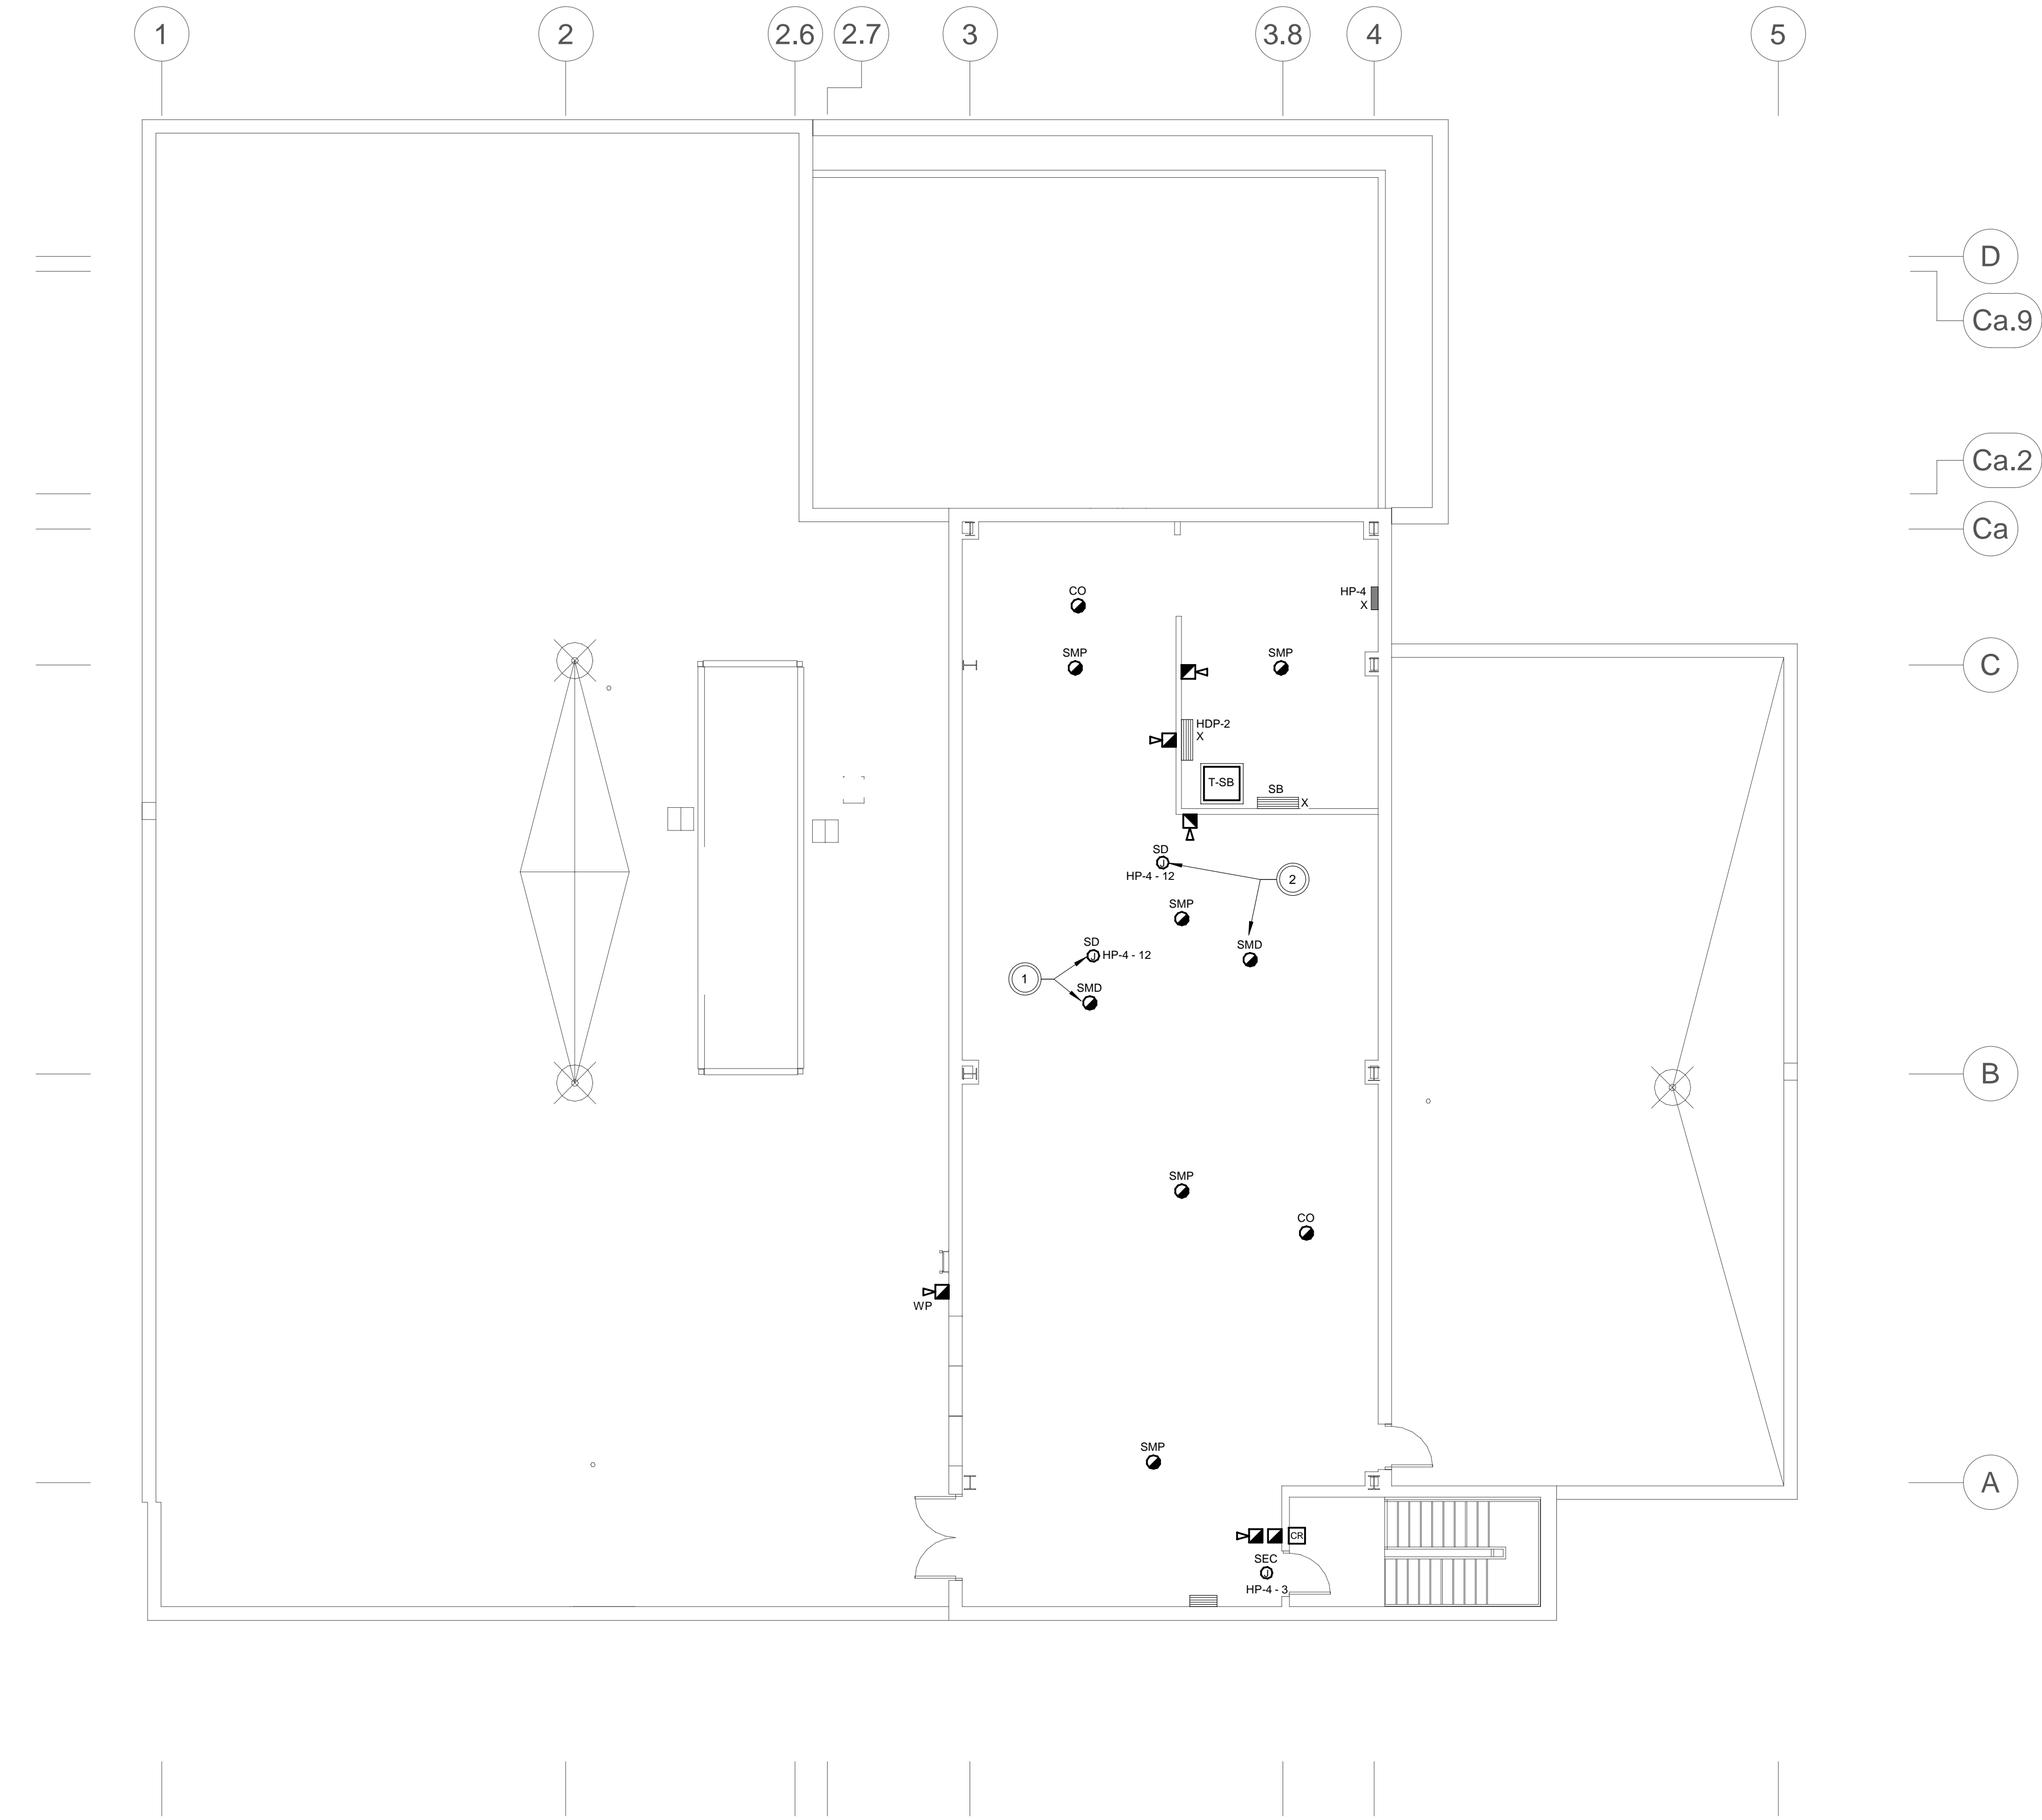 1
2
2.6
2.7
3
3.8
4
5
D
Ca.9
Ca.2
Ca
C
B
A
CO
HP-4
X
SMP
SMP
HDP-2
X
T-SB
SB
X
SD
J
HP-4 - 12
2
SMP
SD
J
HP-4 - 12
SMD
1
SMD
SMP
CO
WP
SMP
CR
SEC
J
HP-4 - 3